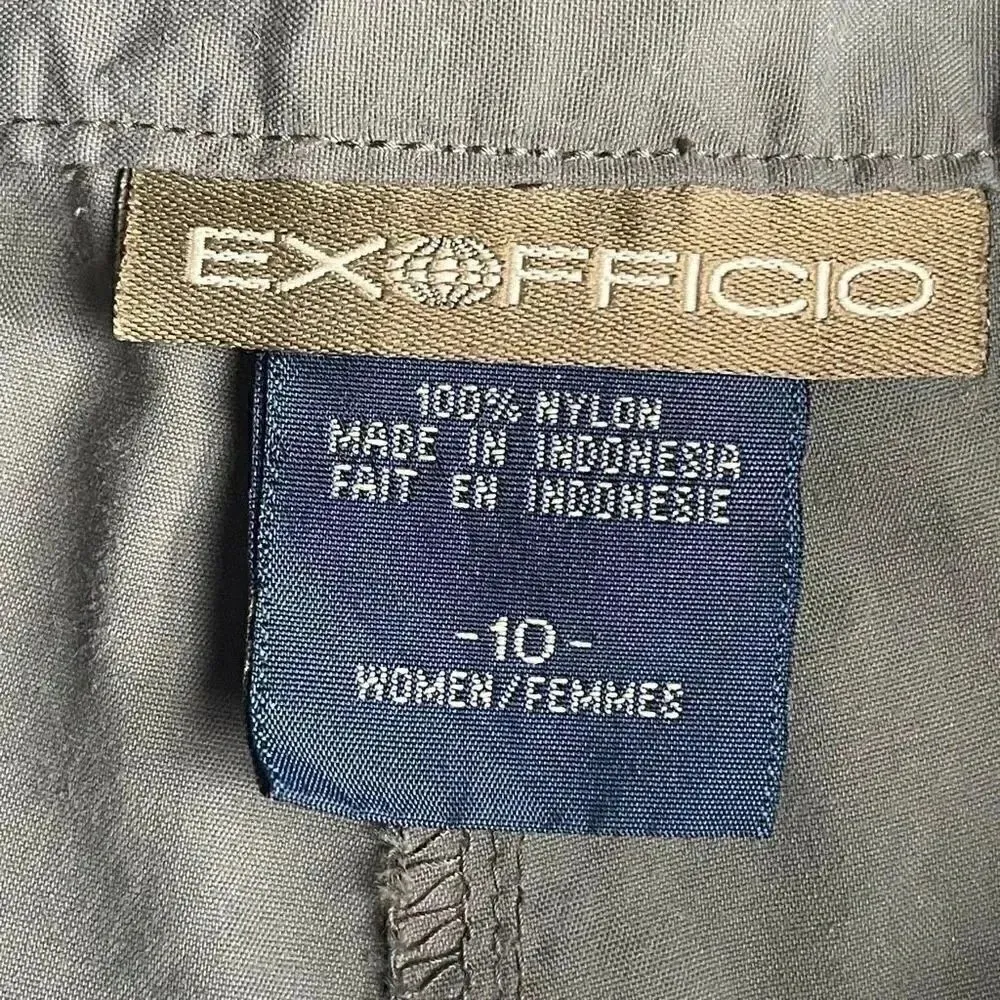 EXOFFICIO
100% NYLON
MADE IN INDONESIA
FAIT EN INDONESIE
-10-
WOMEN/FEMMES